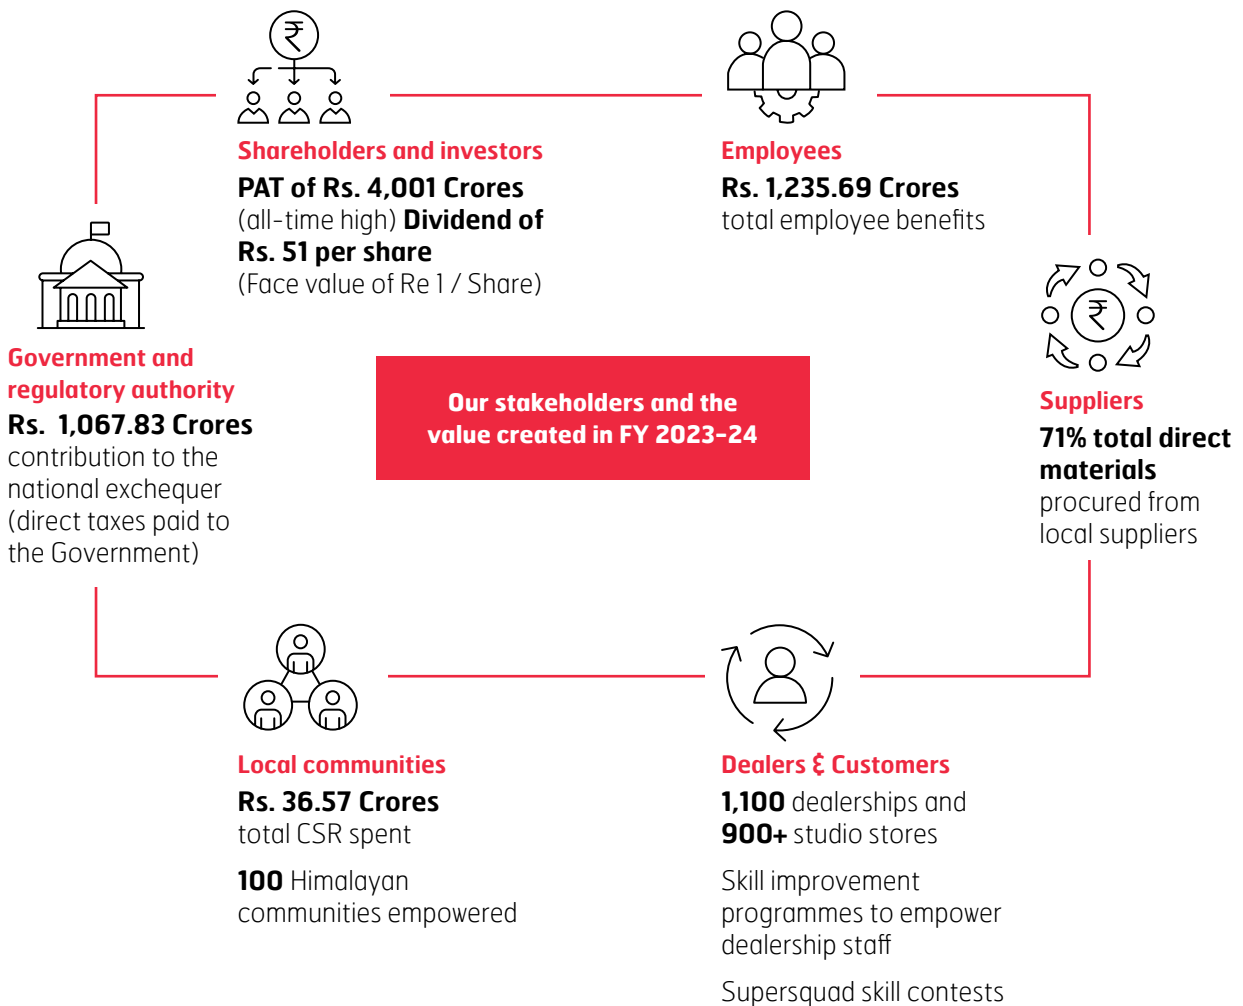 ₹
Shareholders and investors
PAT of Rs. 4,001 Crores
(all-time high) Dividend of
Rs. 51 per share
(Face value of Re 1 / Share)
Employees
Rs. 1,235.69 Crores
total employee benefits
Government and
regulatory authority
Rs. 1,067.83 Crores
contribution to the
national exchequer
(direct taxes paid to
the Government)
Our stakeholders and the
value created in FY 2023-24
₹
Suppliers
71% total direct
materials
procured from
local suppliers
Local communities
Rs. 36.57 Crores
total CSR spent
100 Himalayan
communities empowered
Dealers & Customers
1,100 dealerships and
900+ studio stores
Skill improvement
programmes to empower
dealership staff
Supersquad skill contests